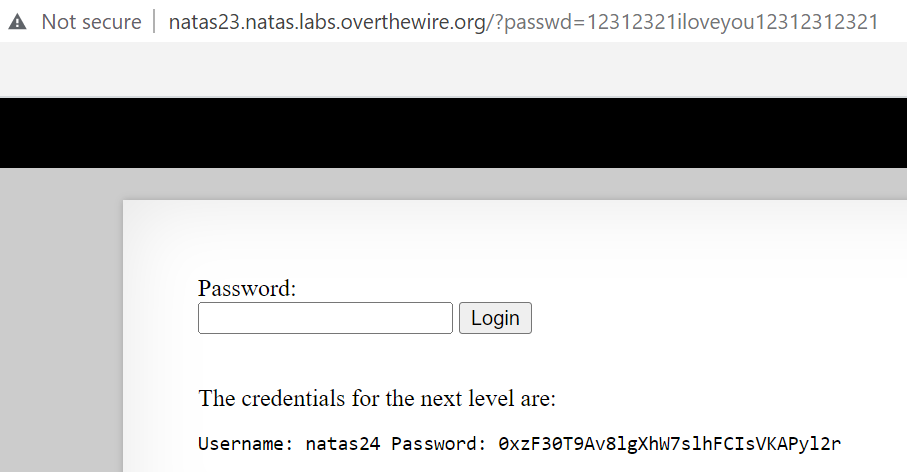 Not secure natas23.natas.labs.overthewire.org/?passwd=12312321iloveyou12312312321
Password:
Login
The credentials for the next level are:
Username: natas24 Password: 0xzF30T9Av8lgXhW7slhFCIsVKAPyl2r